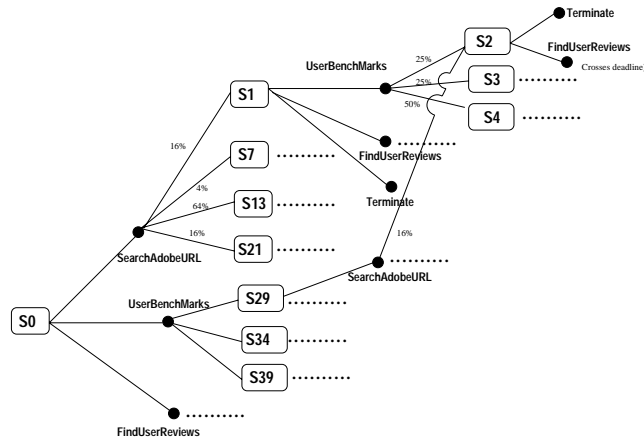 Terminate
S2
FindUserReviews
25%
UserBenchMarks
Crosses deadline
25%
S3
S1
50%
S4
16%
FindUserReviews
S7
4%
Terminate
64%
S13
16%
16%
S21
SearchAdobeURL
SearchAdobeURL
UserBenchMarks
S29
S0
S34
S39
FindUserReviews